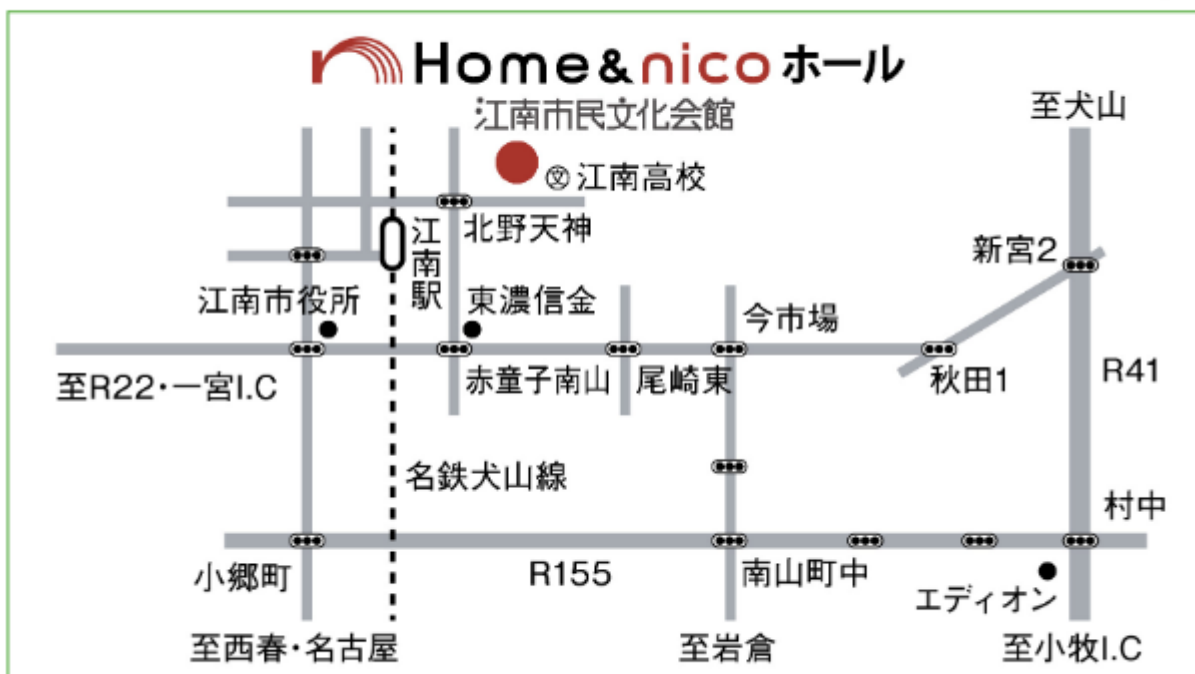 Home&nicoホール
江南市民文化会館
至犬山
㊫江南高校
北野天神
江南駅
新宮2
江南市役所
東濃信金
今市場
至R22・一宮I.C
赤童子南山
尾崎東
秋田1
R41
名鉄犬山線
村中
小郷町
R155
南山町中
エディオン
至西春・名古屋
至岩倉
至小牧I.C